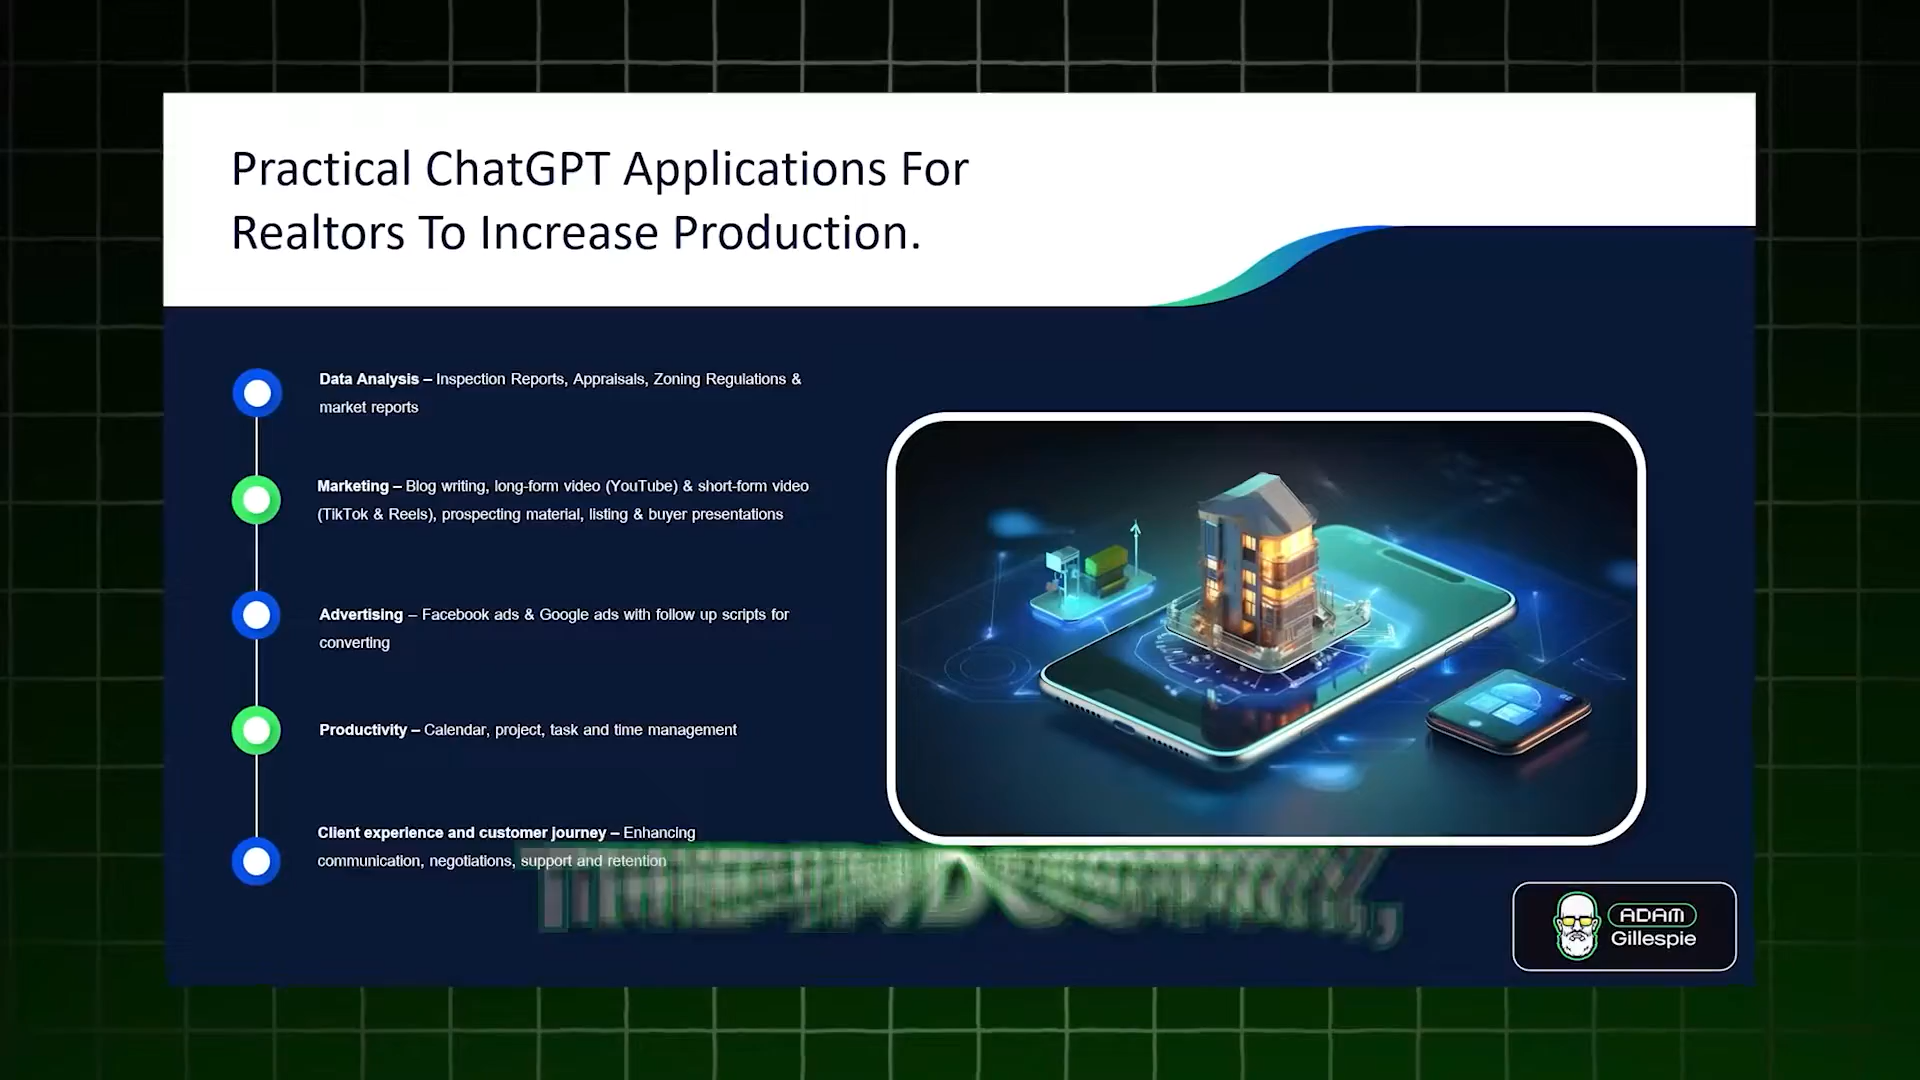 Practical ChatGPT Applications For
Realtors To Increase Production.
Data Analysis – Inspection Reports, Appraisals, Zoning Regulations &
market reports
Marketing – Blog writing, long-form video (YouTube) & short-form video
(TikTok & Reels), prospecting material, listing & buyer presentations
Advertising – Facebook ads & Google ads with follow up scripts for
converting
Productivity – Calendar, project, task and time management
Client experience and customer journey – Enhancing
communication, negotiations, support and retention
ADAM
Gillespie